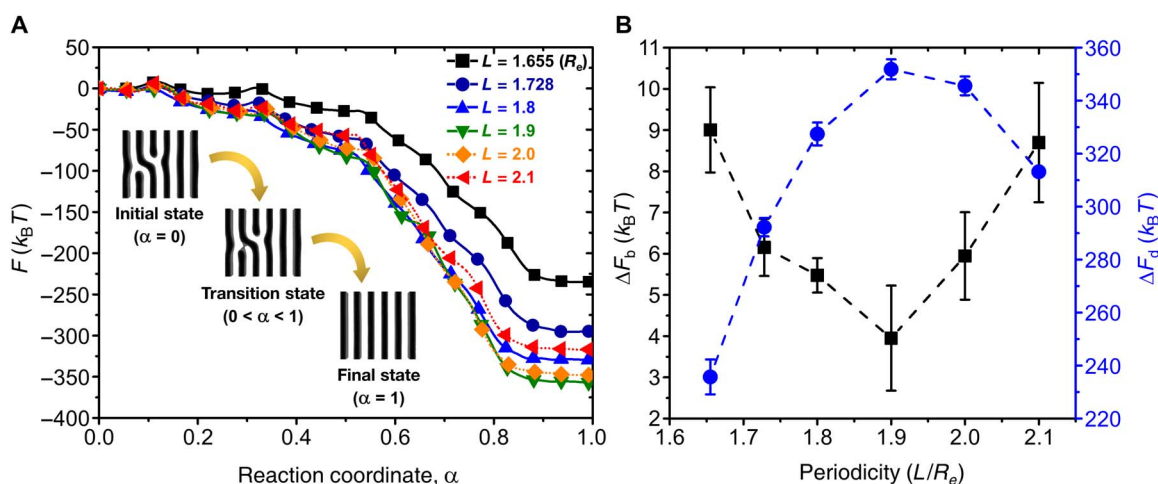 A
F (kBT)
50
0
−50
−100
−150
−200
−250
−300
−350
−400
L = 1.655 (Re)
L = 1.728
L = 1.8
L = 1.9
L = 2.0
L = 2.1
Initial state
(α = 0)
Transition state
(0 < α < 1)
Final state
(α = 1)
0.0 0.2 0.4 0.6 0.8 1.0
Reaction coordinate, α
B
ΔFb (kBT)
11
10
9
8
7
6
5
4
3
2
1.6 1.7 1.8 1.9 2.0 2.1
Periodicity (L/Re)
360
340
320
300
280
260
240
220
ΔFd (kBT)